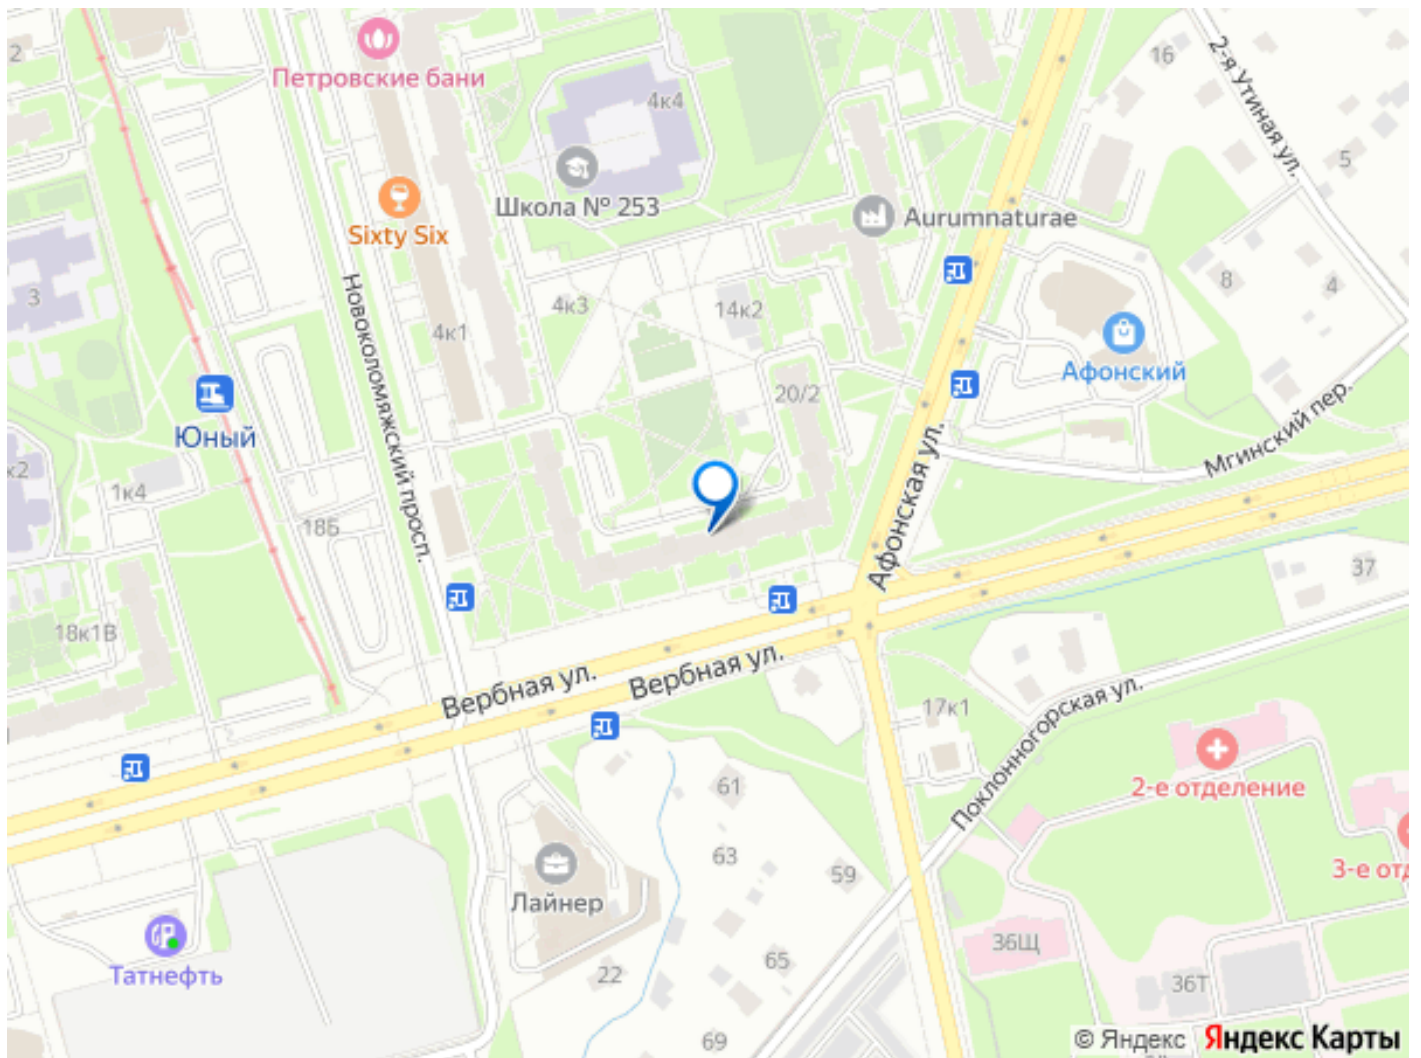 2
Петровские бани
16
2-я Утиная ул.
4к4
5
Школа № 253
Aurumnaturae
Sixty Six
3
8
4
4к3
14к2
4к1
Новоколомяжский просп.
Афонский
20/2
Юный
Мгинский пер.
к2
1к4
18Б
Афонская ул.
37
18к1В
Вербная ул.
Вербная ул.
17к1
Поклонногорская ул.
2-е отделение
61
63
59
3-е отд
Лайнер
36Щ
65
22
Татнефть
36Т
69
© Яндекс Яндекс Карты